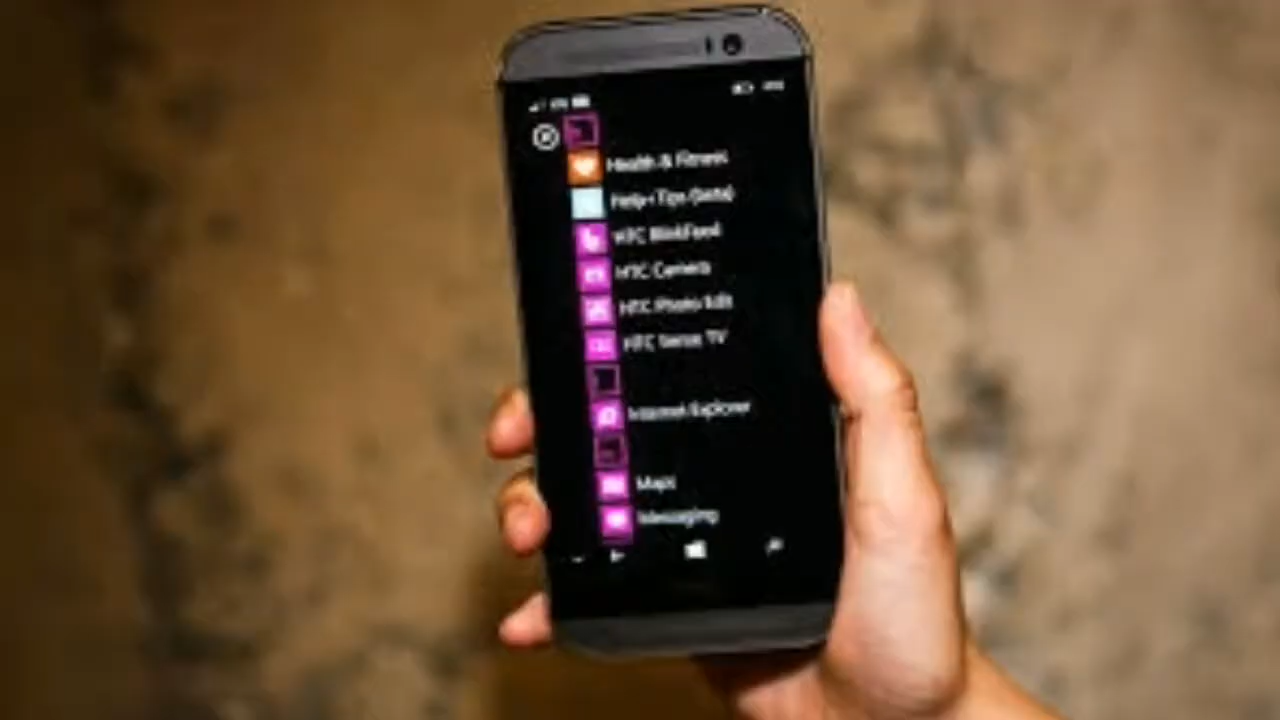 Health & Fitness
Help+Tips (beta)
HTC BlinkFeed
HTC Camera
HTC Photo Edit
HTC Sense TV
Internet Explorer
Maps
Messaging